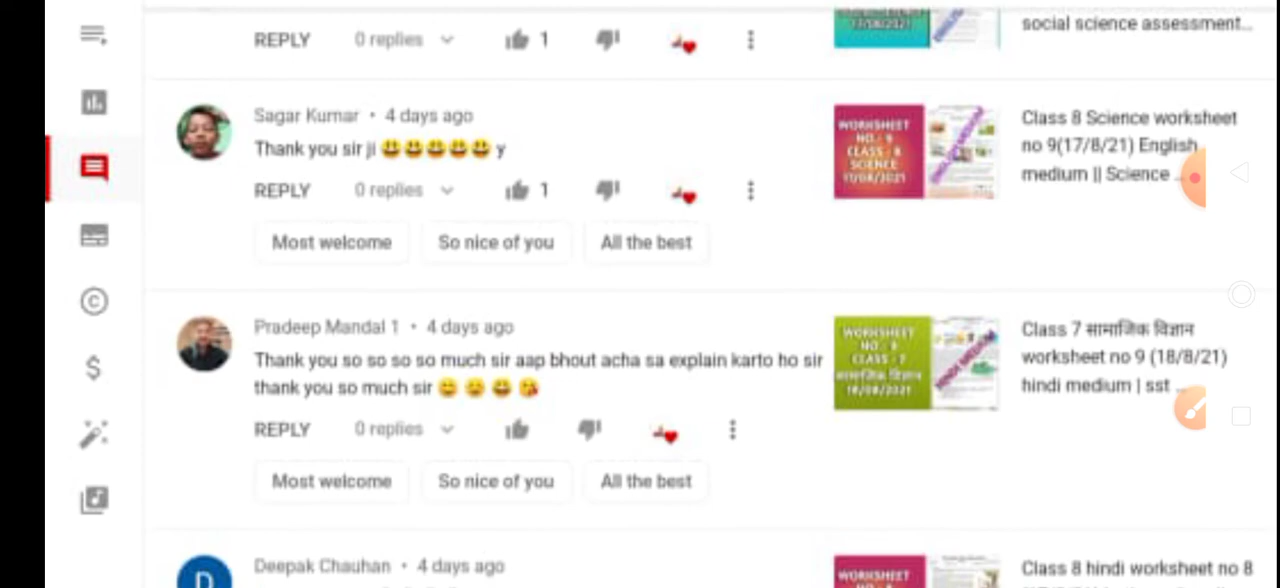 social science assessment...
REPLY 0 replies 1
17/08/2021
Sagar Kumar • 4 days ago
Thank you sir ji 😃😃😃😃😃 y
REPLY 0 replies 1
Most welcome So nice of you All the best
WORKSHEET
NO - 9
CLASS - 8
SCIENCE
17/08/2021
Class 8 Science worksheet
no 9(17/8/21) English
medium || Science ...
Pradeep Mandal 1 • 4 days ago
Thank you so so so so much sir aap bhout acha sa explain karto ho sir
thank you so much sir
REPLY 0 replies
Most welcome So nice of you All the best
WORKSHEET
NO - 9
CLASS - 7
सामाजिक विज्ञान
18/08/2021
HINDI MEDIUM
Class 7 सामाजिक विज्ञान
worksheet no 9 (18/8/21)
hindi medium | sst ...
D
Deepak Chauhan • 4 days ago
Class 8 hindi worksheet no 8